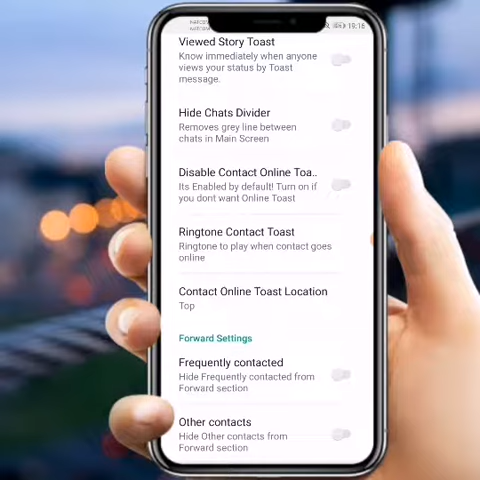 19:16
Viewed Story Toast
Know immediately when anyone
views your status by Toast
message.
Hide Chats Divider
Removes grey line between
chats in Main Screen
Disable Contact Online Toa..
Its Enabled by default! Turn on if
you dont want Online Toast
Ringtone Contact Toast
Ringtone to play when contact goes
online
Contact Online Toast Location
Top
Forward Settings
Frequently contacted
Hide Frequently contacted from
Forward section
Other contacts
Hide Other contacts from
Forward section